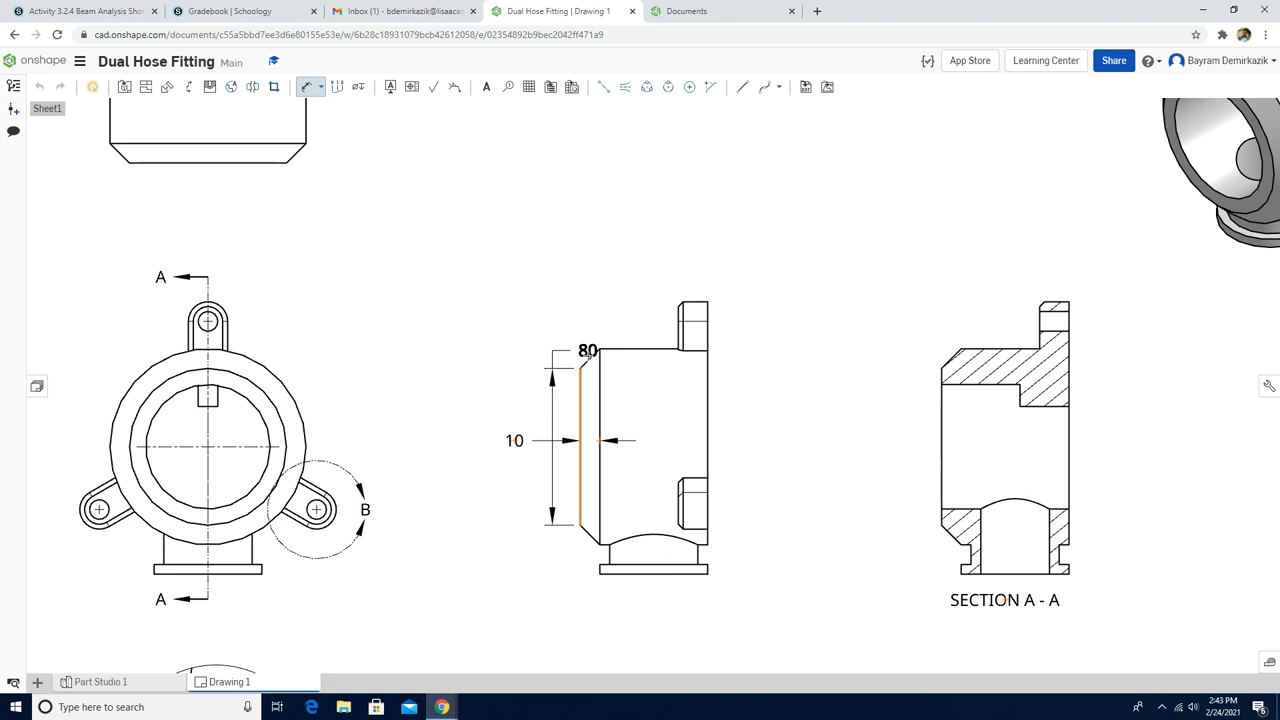 Activity 3.2.4 Beam Analysis Shor
Gradebook | Schoology
Inbox (1) - bdemirkazik@lisaacad
Dual Hose Fitting | Drawing 1
Documents
cad.onshape.com/documents/c55a5bbd7ee3d6e80155e53e/w/6b28c18931079bcb42612058/e/02354892b9bec2042ff471a9
onshape
Dual Hose Fitting Main
App Store
Learning Center
Share
Bayram Demirkazik
Sheet1
A
80
10
B
A
SECTION A - A
Part Studio 1
Drawing 1
Type here to search
2:43 PM
2/24/2021